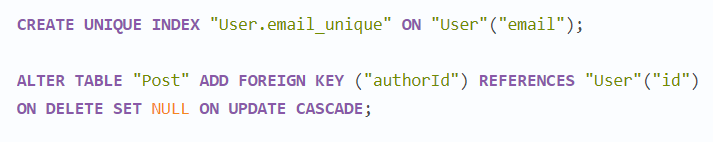 CREATE UNIQUE INDEX "User.email_unique" ON "User"("email");
ALTER TABLE "Post" ADD FOREIGN KEY ("authorId") REFERENCES "User"("id")
ON DELETE SET NULL ON UPDATE CASCADE;